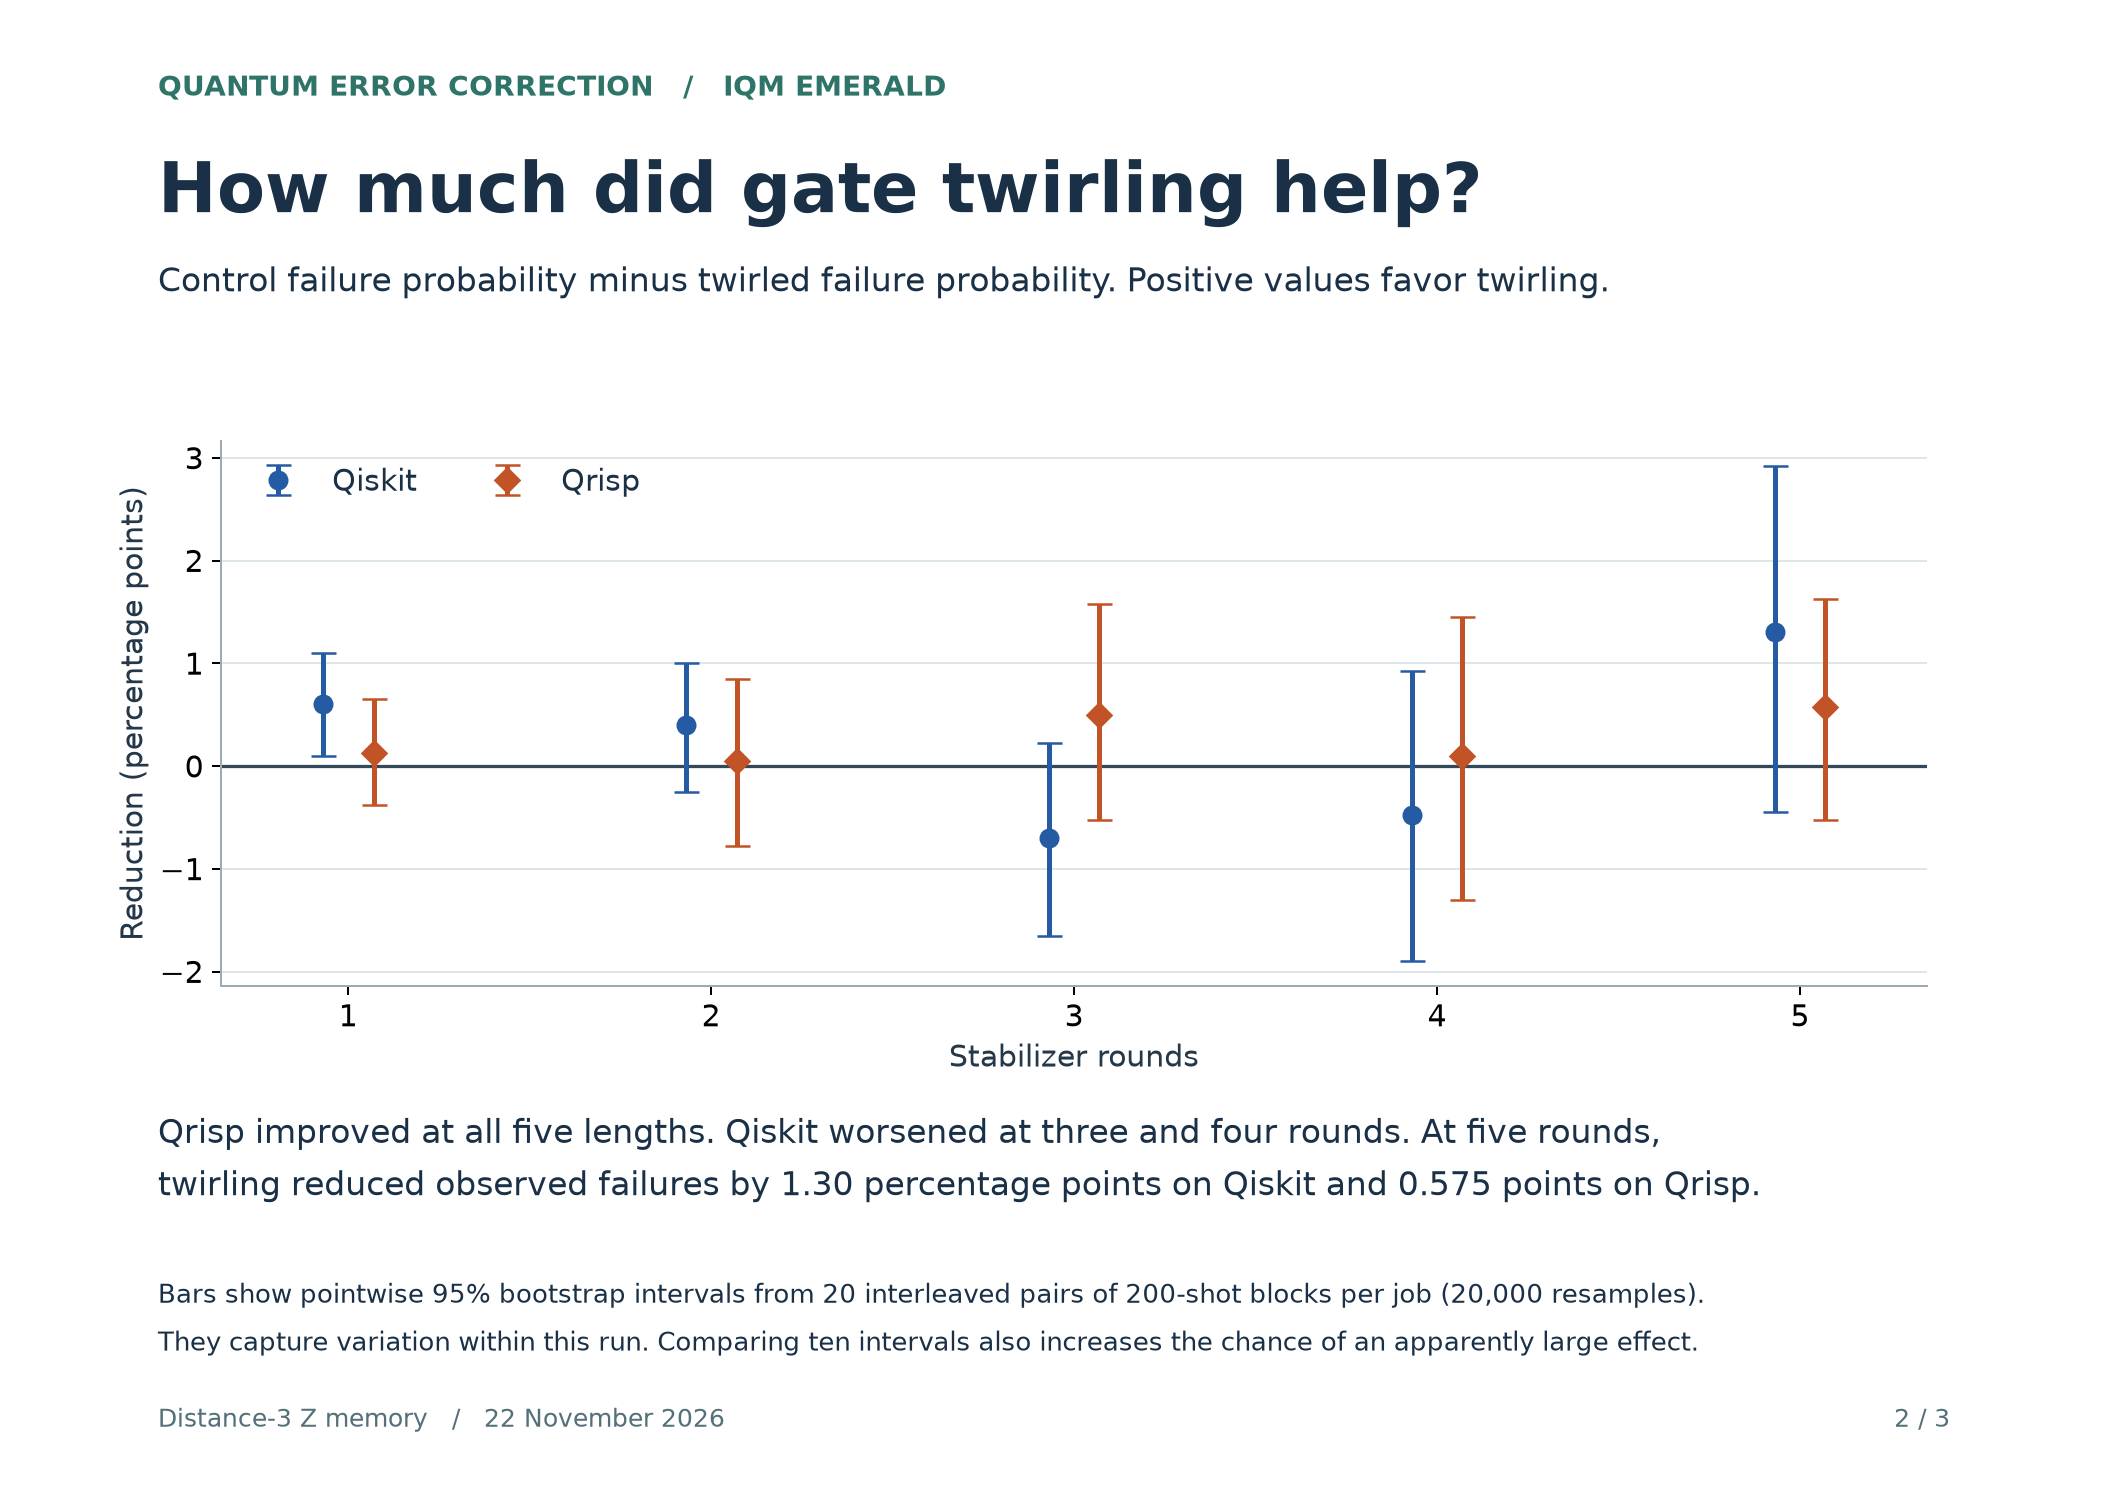 QUANTUM ERROR CORRECTION / IQM EMERALD
How much did gate twirling help?
Control failure probability minus twirled failure probability. Positive values favor twirling.
Reduction (percentage points)
3
2
1
0
−1
−2
Qiskit Qrisp
1 2 3 4 5
Stabilizer rounds
Qrisp improved at all five lengths. Qiskit worsened at three and four rounds. At five rounds,
twirling reduced observed failures by 1.30 percentage points on Qiskit and 0.575 points on Qrisp.
Bars show pointwise 95% bootstrap intervals from 20 interleaved pairs of 200-shot blocks per job (20,000 resamples).
They capture variation within this run. Comparing ten intervals also increases the chance of an apparently large effect.
Distance-3 Z memory / 22 November 2026
2 / 3